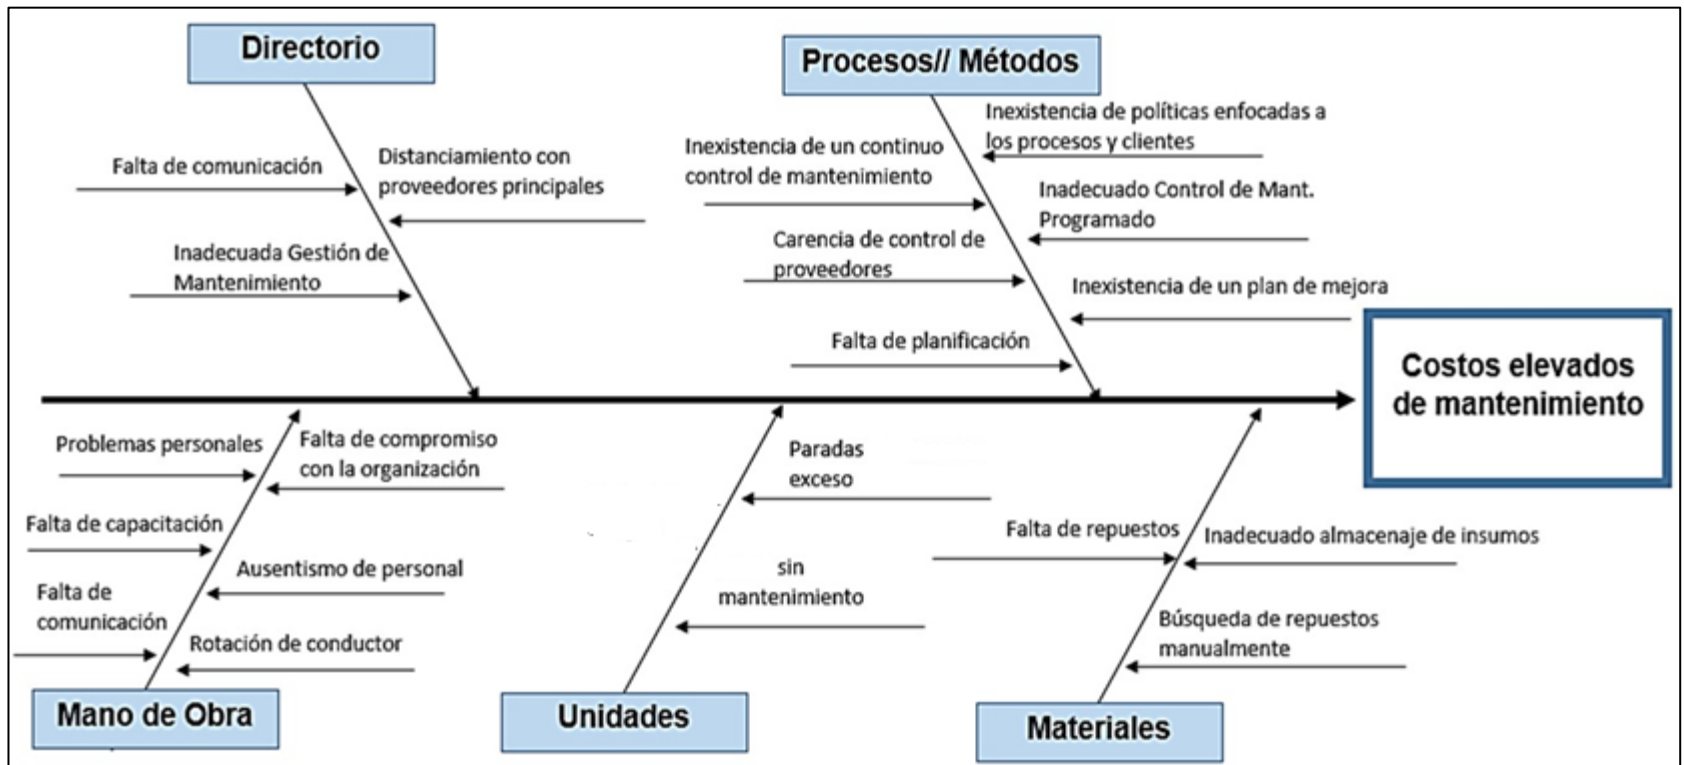 Directorio
Procesos// Métodos
Falta de comunicación
Distanciamiento con
proveedores principales
Inadecuada Gestión de
Mantenimiento
Inexistencia de un continuo
control de mantenimiento
Inexistencia de políticas enfocadas a
los procesos y clientes
Inadecuado Control de Mant.
Programado
Carencia de control de
proveedores
Inexistencia de un plan de mejora
Falta de planificación
Costos elevados
de mantenimiento
Problemas personales
Falta de compromiso
con la organización
Falta de capacitación
Ausentismo de personal
Falta de
comunicación
Rotación de conductor
Paradas
exceso
sin
mantenimiento
Falta de repuestos
Inadecuado almacenaje de insumos
Búsqueda de repuestos
manualmente
Mano de Obra
Unidades
Materiales